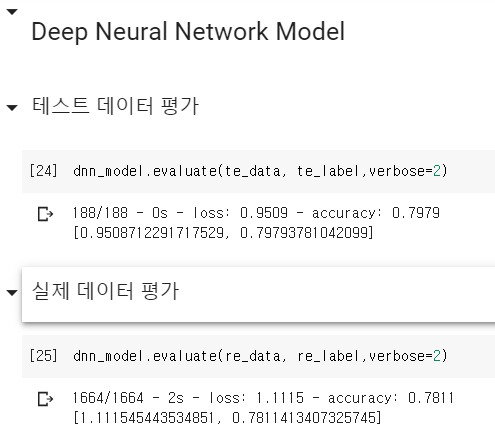 Deep Neural Network Model
테스트 데이터 평가
[24] dnn_model.evaluate(te_data, te_label,verbose=2)
188/188 - 0s - loss: 0.9509 - accuracy: 0.7979
[0.9508712291717529, 0.79793781042099]
실제 데이터 평가
[25] dnn_model.evaluate(re_data, re_label,verbose=2)
1664/1664 - 2s - loss: 1.1115 - accuracy: 0.7811
[1.111545443534851, 0.7811413407325745]